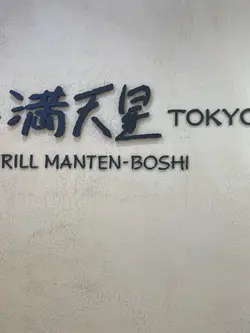 満天星 TOKYO
RILL MANTEN-BOSHI